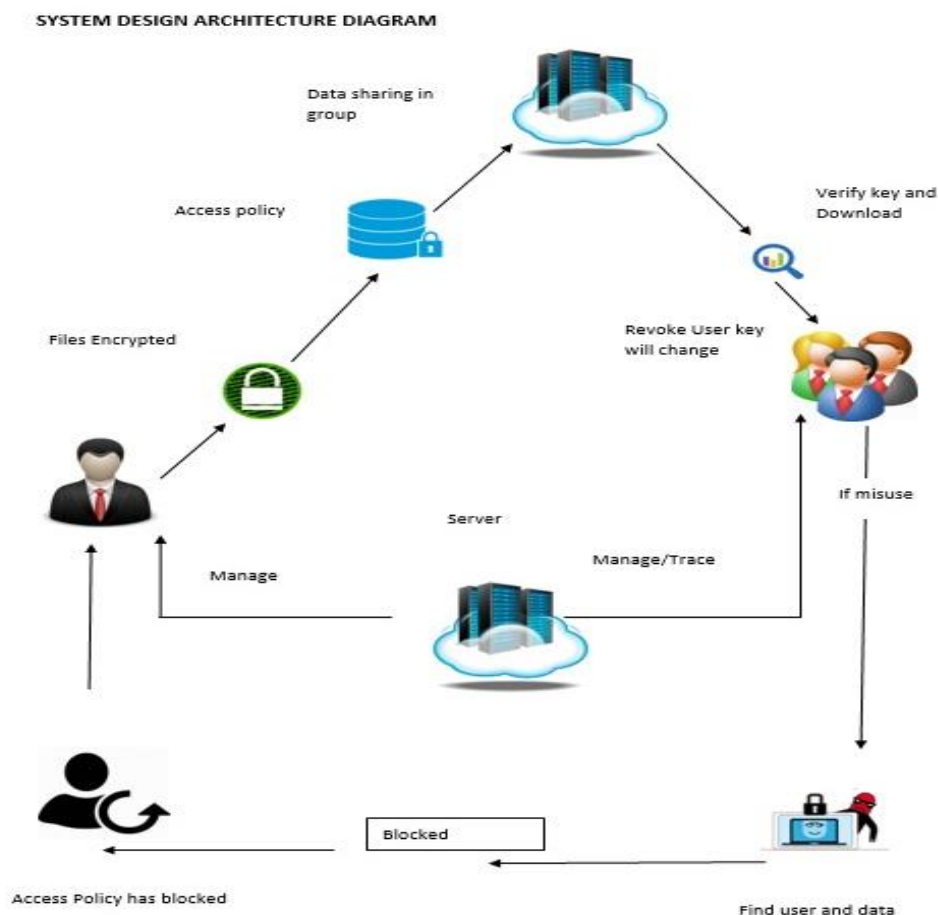 SYSTEM DESIGN ARCHITECTURE DIAGRAM
Data sharing in
group
Verify key and
Download
Access policy
Files Encrypted
Revoke User key
will change
If misuse
Server
Manage
Manage/Trace
Blocked
Access Policy has blocked
Find user and data